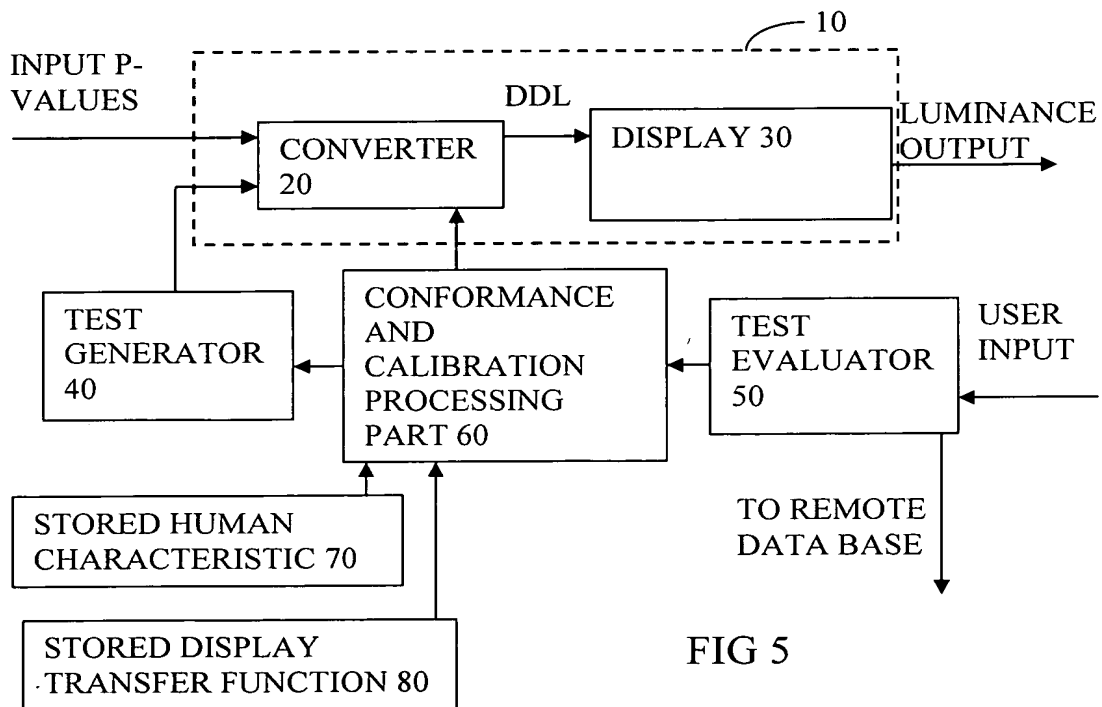 10
INPUT P-
VALUES
DDL
LUMINANCE
OUTPUT
CONVERTER
20
DISPLAY 30
TEST
GENERATOR
40
CONFORMANCE
AND
CALIBRATION
PROCESSING
PART 60
TEST
EVALUATOR
50
USER
INPUT
STORED HUMAN
CHARACTERISTIC 70
TO REMOTE
DATA BASE
STORED DISPLAY
TRANSFER FUNCTION 80
FIG 5